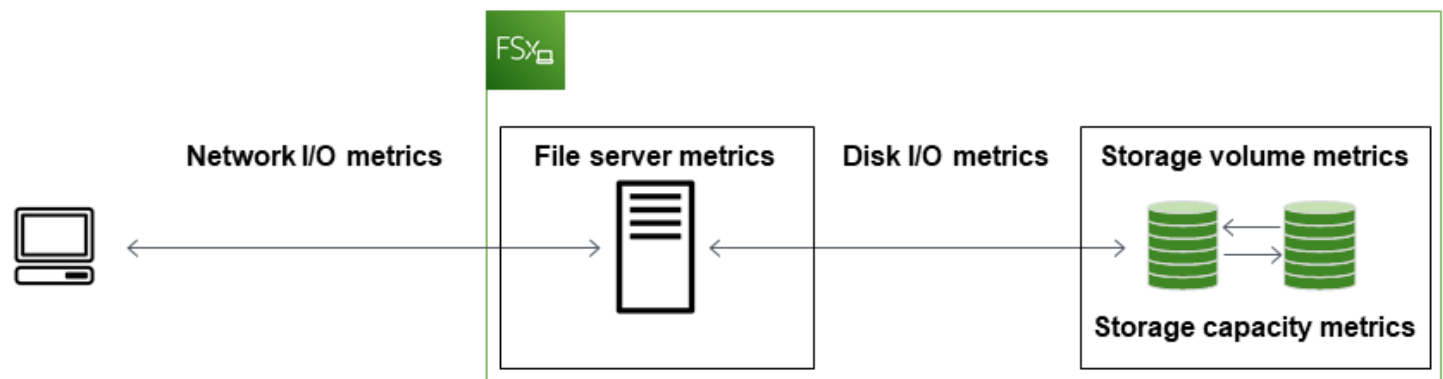 FSx
Network I/O metrics
File server metrics
Disk I/O metrics
Storage volume metrics
Storage capacity metrics